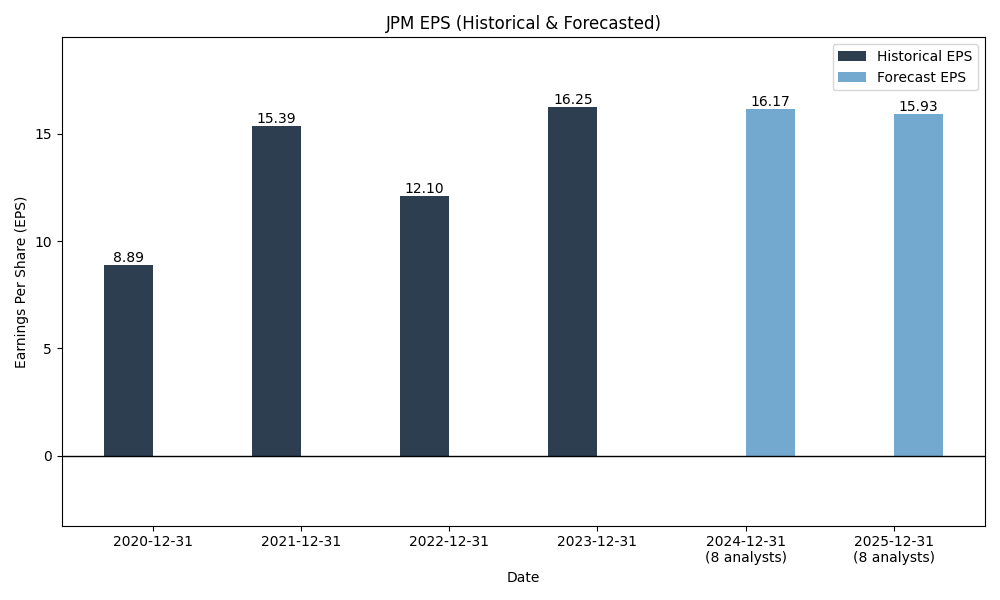 JPM EPS (Historical & Forecasted)
Historical EPS
Forecast EPS
Earnings Per Share (EPS)
15
10
5
0
8.89
15.39
12.10
16.25
16.17
15.93
2020-12-31
2021-12-31
2022-12-31
2023-12-31
2024-12-31
(8 analysts)
2025-12-31
(8 analysts)
Date